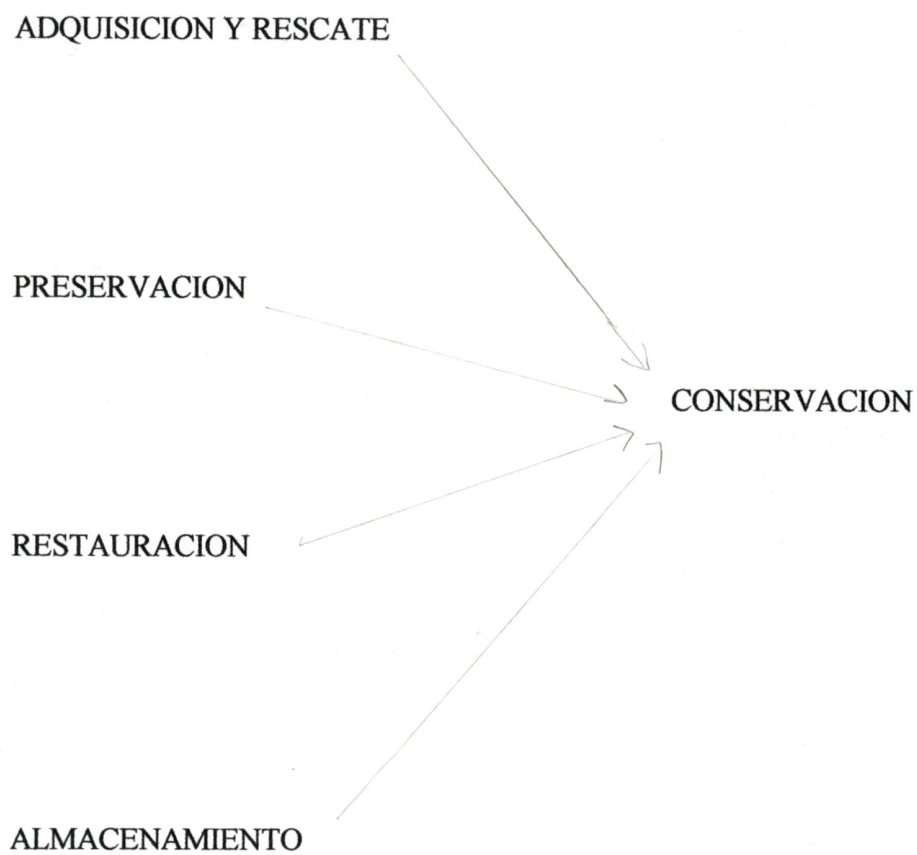 ADQUISICION Y RESCATE
PRESERVACION
CONSERVACION
RESTAURACION
ALMACENAMIENTO